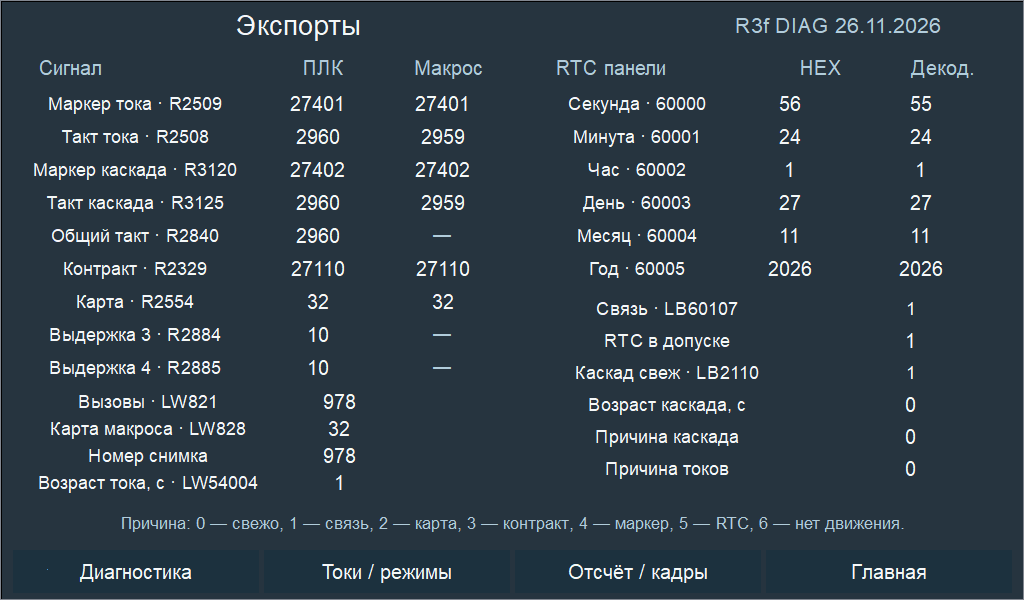 Экспорты
R3f DIAG 26.11.2026
Сигнал ПЛК Макрос
Маркер тока · R2509 27401 27401
Такт тока · R2508 2960 2959
Маркер каскада · R3120 27402 27402
Такт каскада · R3125 2960 2959
Общий такт · R2840 2960 —
Контракт · R2329 27110 27110
Карта · R2554 32 32
Выдержка 3 · R2884 10 —
Выдержка 4 · R2885 10 —
Вызовы · LW821 978
Карта макроса · LW828 32
Номер снимка 978
Возраст тока, с · LW54004 1
RTC панели HEX Декод.
Секунда · 60000 56 55
Минута · 60001 24 24
Час · 60002 1 1
День · 60003 27 27
Месяц · 60004 11 11
Год · 60005 2026 2026
Связь · LB60107 1
RTC в допуске 1
Каскад свеж · LB2110 1
Возраст каскада, с 0
Причина каскада 0
Причина токов 0
Причина: 0 — свежо, 1 — связь, 2 — карта, 3 — контракт, 4 — маркер, 5 — RTC, 6 — нет движения.
Диагностика Токи / режимы Отсчёт / кадры Главная